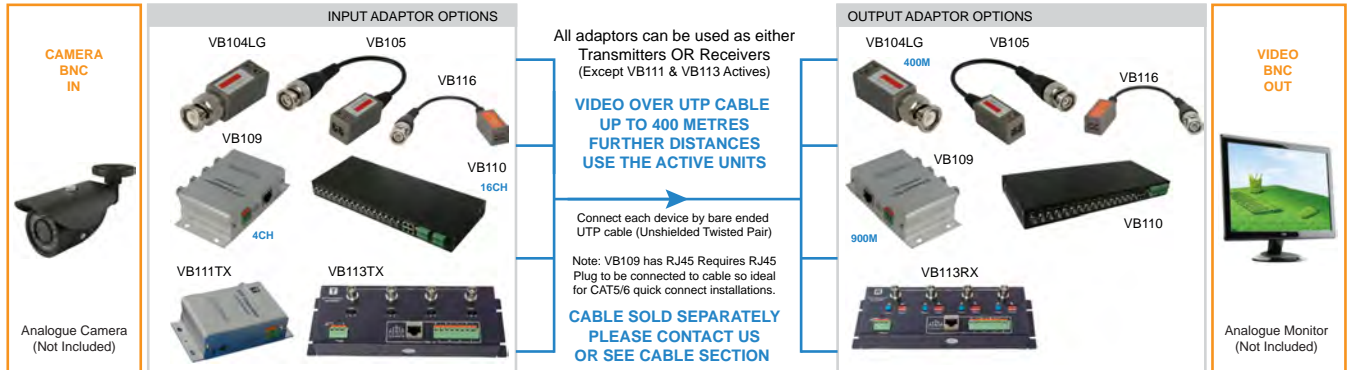 CAMERA
BNC
IN
Analogue Camera
(Not Included)
INPUT ADAPTOR OPTIONS
VB104LG
VB105
VB116
VB109
VB110
16CH
4CH
VB111TX
VB113TX
All adaptors can be used as either
Transmitters OR Receivers
(Except VB111 & VB113 Actives)
VIDEO OVER UTP CABLE
UP TO 400 METRES
FURTHER DISTANCES
USE THE ACTIVE UNITS
Connect each device by bare ended
UTP cable (Unshielded Twisted Pair)
Note: VB109 has RJ45 Requires RJ45
Plug to be connected to cable so ideal
for CAT5/6 quick connect installations.
CABLE SOLD SEPARATELY
PLEASE CONTACT US
OR SEE CABLE SECTION
OUTPUT ADAPTOR OPTIONS
VB104LG
VB105
400M
VB116
VB109
VB110
900M
VB113RX
VIDEO
BNC
OUT
Analogue Monitor
(Not Included)